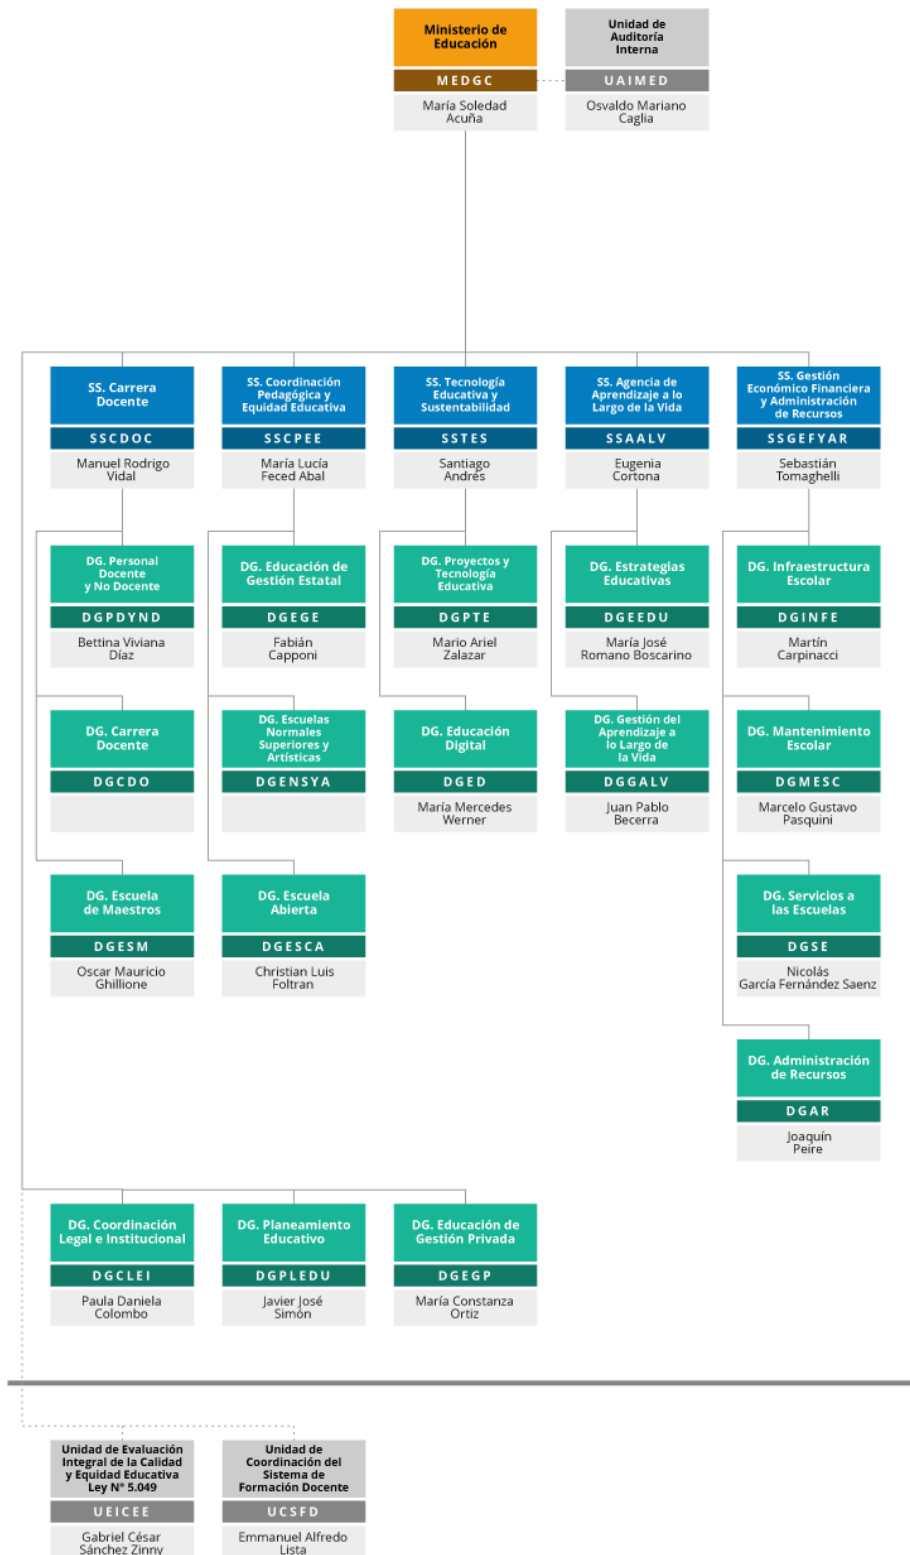 Ministerio de
Educación
MEDGC
María Soledad
Acuña
Unidad de
Auditoría
Interna
UAIMED
Osvaldo Mariano
Caglia
SS. Carrera
Docente
SSCDOC
Manuel Rodrigo
Vidal
SS. Coordinación
Pedagógica y
Equidad Educativa
SSCPEE
María Lucía
Feced Abal
SS. Tecnología
Educativa y
Sustentabilidad
SSTES
Santiago
Andrés
SS. Agencia de
Aprendizaje a lo
Largo de la Vida
SSAALV
Eugenia
Cortona
SS. Gestión
Económico Financiera
y Administración
de Recursos
SSGEFYAR
Sebastián
Tomaghelli
DG. Personal
Docente
y No Docente
DGPDYND
Bettina Viviana
Díaz
DG. Educación de
Gestión Estatal
DGEGE
Fabián
Capponi
DG. Proyectos y
Tecnología
Educativa
DGPTE
Mario Ariel
Zalazar
DG. Estrategias
Educativas
DGEEDU
María José
Romano Boscarino
DG. Infraestructura
Escolar
DGINFE
Martín
Carpinacci
DG. Carrera
Docente
DGCDO
DG. Escuelas
Normales
Superiores y
Artísticas
DGENSYA
DG. Educación
Digital
DGED
María Mercedes
Werner
DG. Gestión del
Aprendizaje a
lo Largo de
la Vida
DGGALV
Juan Pablo
Becerra
DG. Mantenimiento
Escolar
DGMESC
Marcelo Gustavo
Pasquini
DG. Escuela
de Maestros
DGESM
Oscar Mauricio
Ghillione
DG. Escuela
Abierta
DGESCA
Christian Luis
Foltran
DG. Servicios a
las Escuelas
DGSE
Nicolás
García Fernández Saenz
DG. Administración
de Recursos
DGAR
Joaquín
Peire
DG. Coordinación
Legal e Institucional
DGCLEI
Paula Daniela
Colombo
DG. Planeamiento
Educativo
DGPLEDU
Javier José
Simón
DG. Educación de
Gestión Privada
DGEGP
María Constanza
Ortiz
Unidad de Evaluación
Integral de la Calidad
y Equidad Educativa
Ley N° 5.049
UEICEE
Gabriel César
Sánchez Zinny
Unidad de
Coordinación del
Sistema de
Formación Docente
UCSFD
Emmanuel Alfredo
Lista